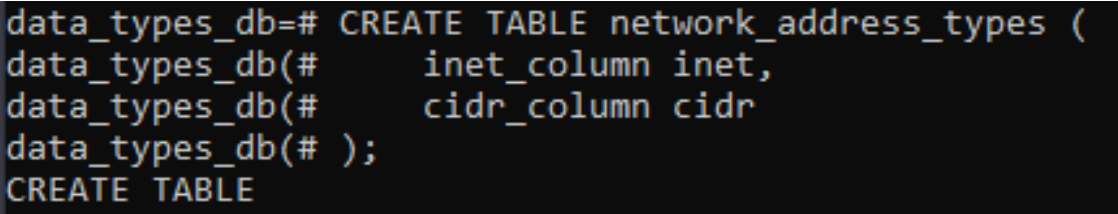 data_types_db=# CREATE TABLE network_address_types (
data_types_db(#     inet_column inet,
data_types_db(#     cidr_column cidr
data_types_db(# );
CREATE TABLE